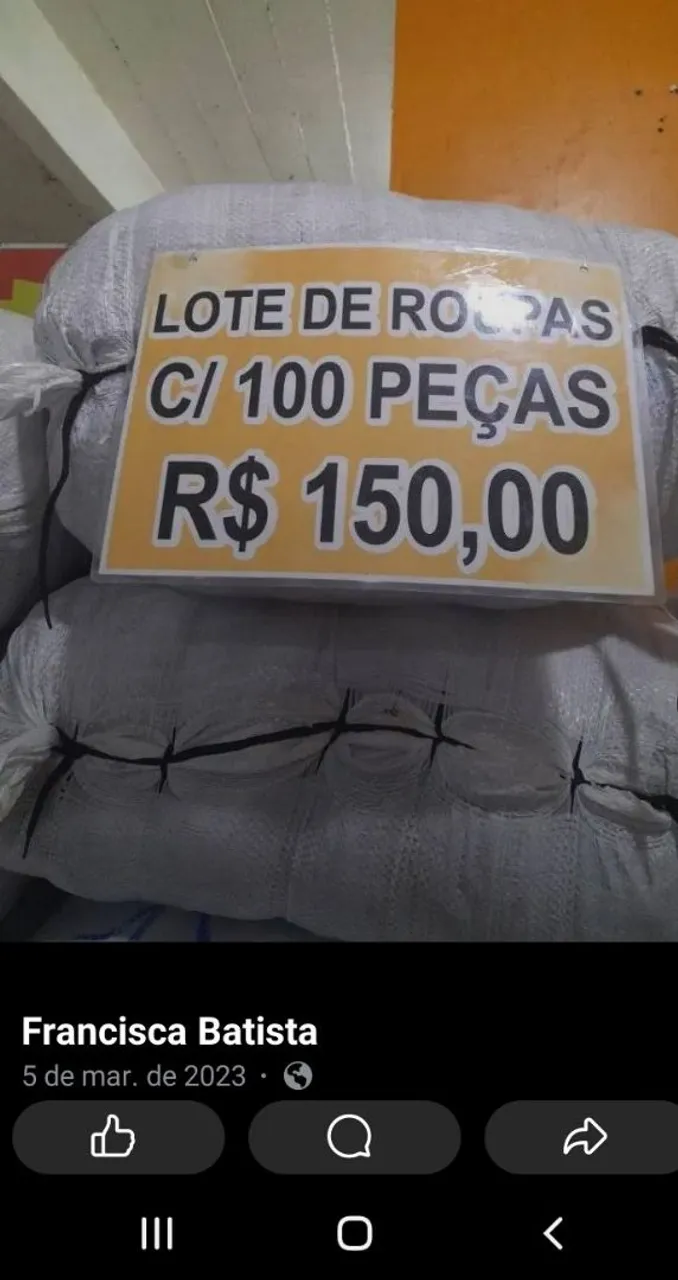 LOTE DE ROUPAS
C/ 100 PEÇAS
R$ 150,00
Francisca Batista
5 de mar. de 2023 ·